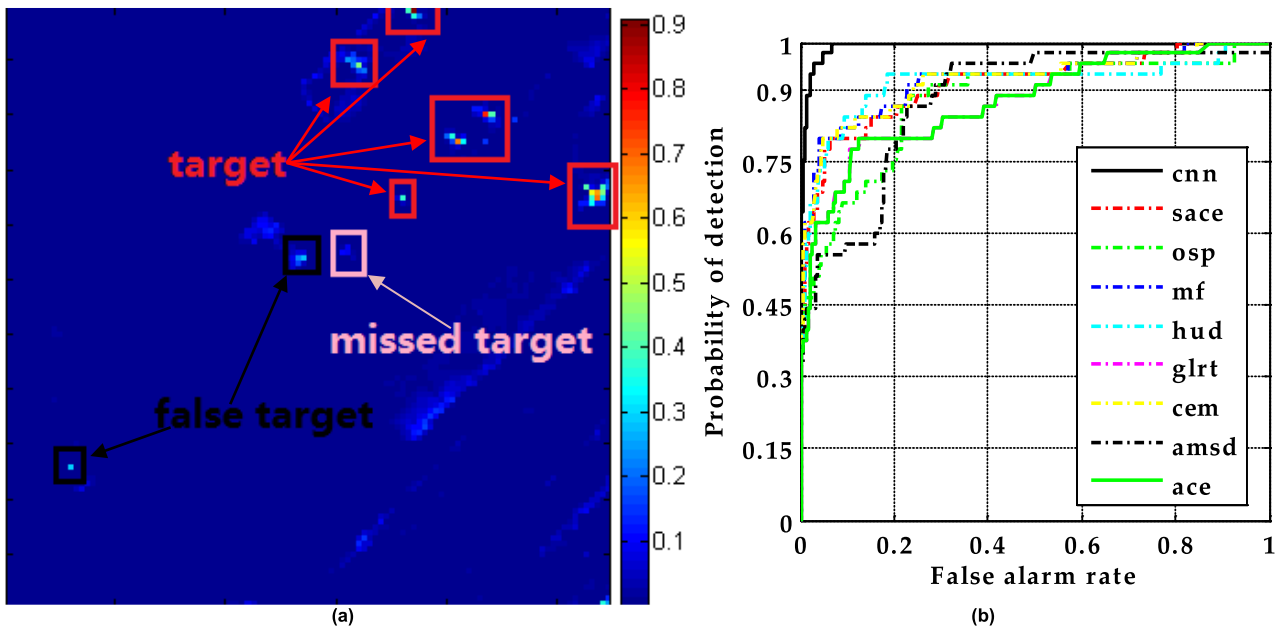 target
missed target
false target
0.9
0.8
0.7
0.6
0.5
0.4
0.3
0.2
0.1
(a)
Probability of detection
1
0.9
0.75
0.6
0.45
0.3
0.15
0
0 0.2 0.4 0.6 0.8 1
False alarm rate
cnn
sace
osp
mf
hud
glrt
cem
amsd
ace
(b)